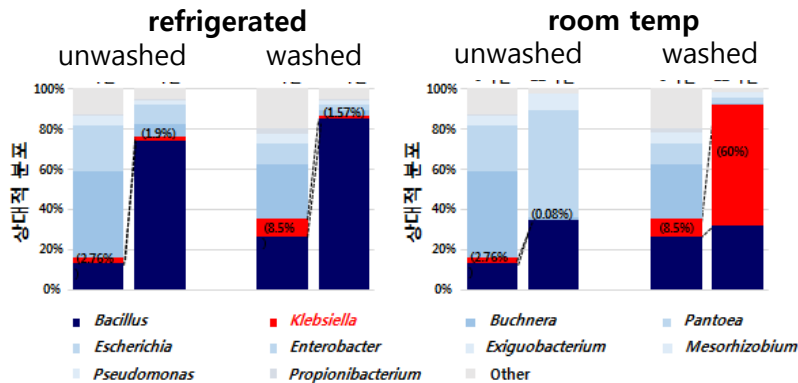 refrigerated
room temp
unwashed
washed
unwashed
washed
100%
80%
60%
40%
20%
0%
상대적 분포
(2.76%
(1.9%)
(8.5%
(1.57%)
100%
80%
60%
40%
20%
0%
상대적 분포
(2.76%
(0.08%)
(8.5%)
(60%)
Bacillus
Klebsiella
Buchnera
Pantoea
Escherichia
Enterobacter
Exiguobacterium
Mesorhizobium
Pseudomonas
Propionibacterium
Other